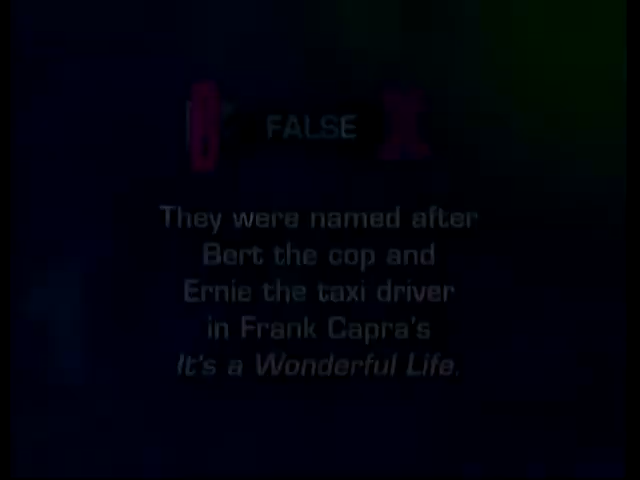 FALSE
They were named after
Bert the cop and
Ernie the taxi driver
in Frank Capra's
It's a Wonderful Life.